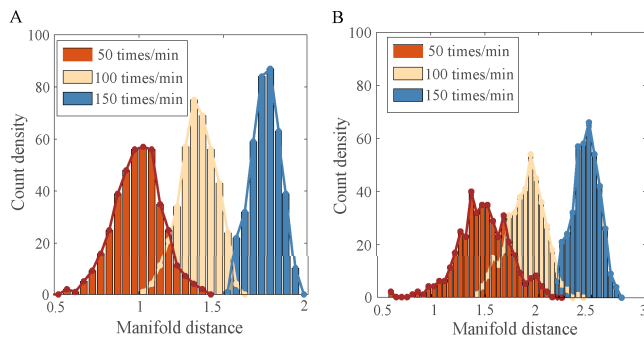 A
100
80
60
40
20
0
Count density
50 times/min
100 times/min
150 times/min
0.5
1
1.5
2
Manifold distance
B
100
80
60
40
20
0
Count density
50 times/min
100 times/min
150 times/min
0.5
1
1.5
2
2.5
3
Manifold distance